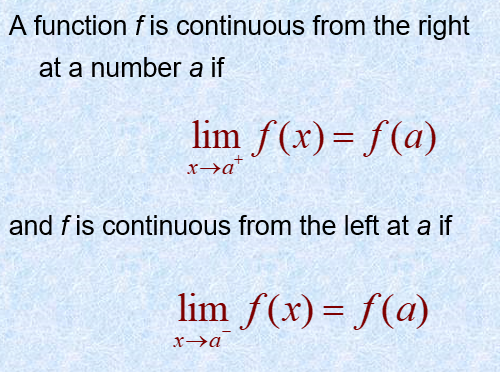 A function f is continuous from the right
at a number a if
lim f(x) = f(a)
x→a⁺
and f is continuous from the left at a if
lim f(x) = f(a)
x→a⁻